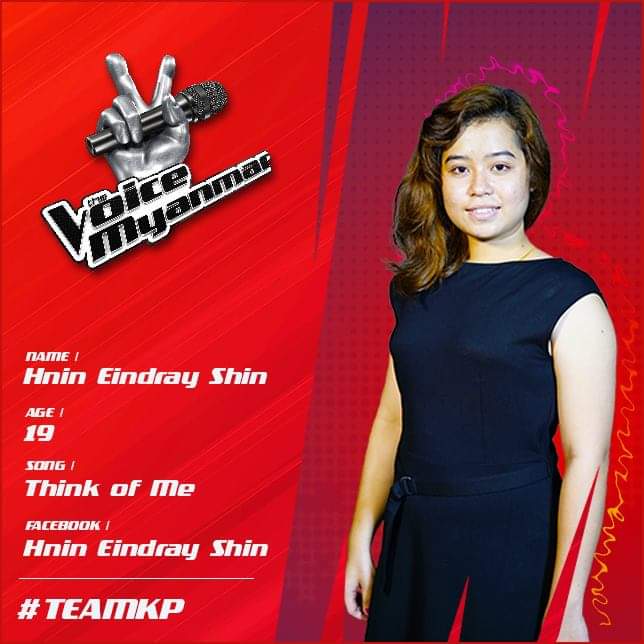 The
Voice
Myanmar
NAME /
Hnin Eindray Shin
AGE /
19
SONG /
Think of Me
FACEBOOK /
Hnin Eindray Shin
#TEAMKP